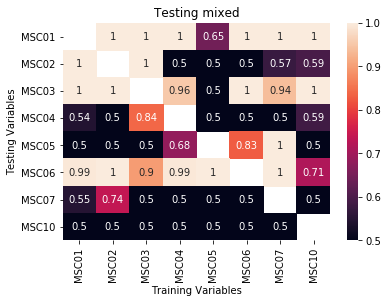 Testing mixed
MSC01 1 1 1 0.65 1 1 1
MSC02 1 1 0.5 0.5 0.5 0.57 0.59
MSC03 1 1 0.96 0.5 1 0.94 1
MSC04 0.54 0.5 0.84 0.5 0.5 0.5 0.59
MSC05 0.5 0.5 0.5 0.68 0.83 1 0.5
MSC06 0.99 1 0.9 0.99 1 1 0.71
MSC07 0.55 0.74 0.5 0.5 0.5 0.5 0.5
MSC10 0.5 0.5 0.5 0.5 0.5 0.5 0.5
MSC01 MSC02 MSC03 MSC04 MSC05 MSC06 MSC07 MSC10
Training Variables
Testing Variables
1.0
0.9
0.8
0.7
0.6
0.5